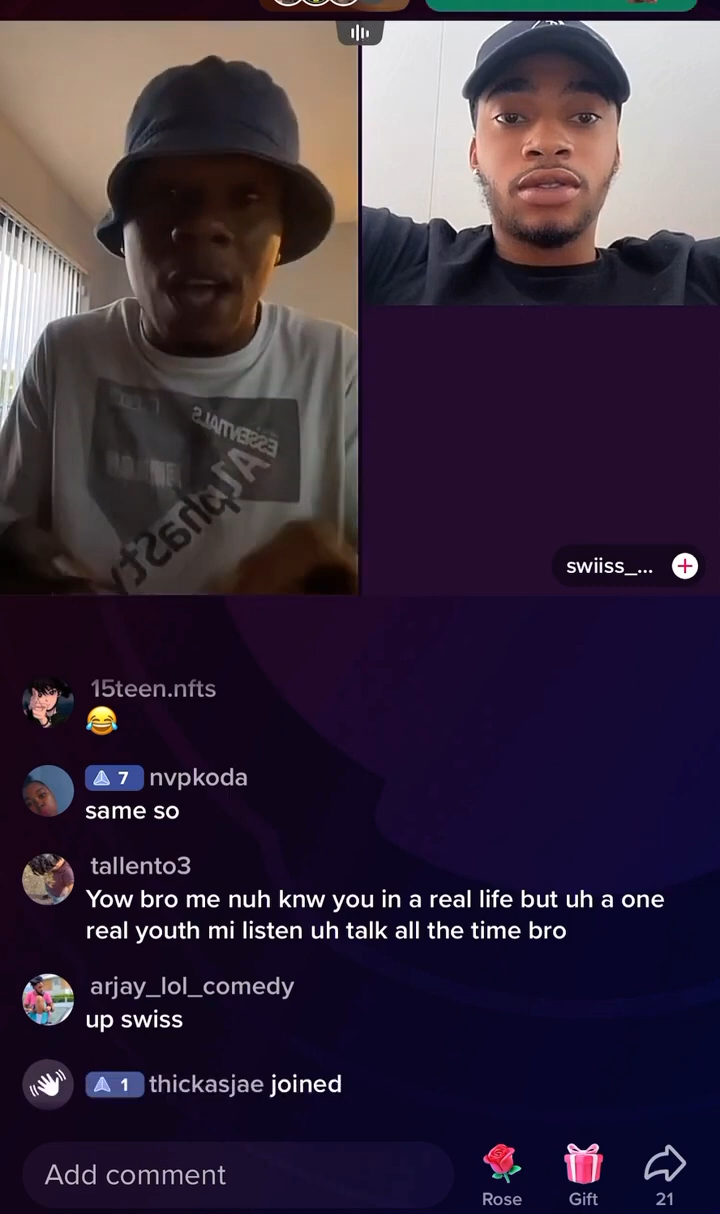 ESSENTIALS
Alphasty
swiiss_...
15teen.nfts
😂
7 nvpkoda
same so
tallento3
Yow bro me nuh knw you in a real life but uh a one
real youth mi listen uh talk all the time bro
arjay_lol_comedy
up swiss
1 thickasjae joined
Add comment
Rose
Gift
21